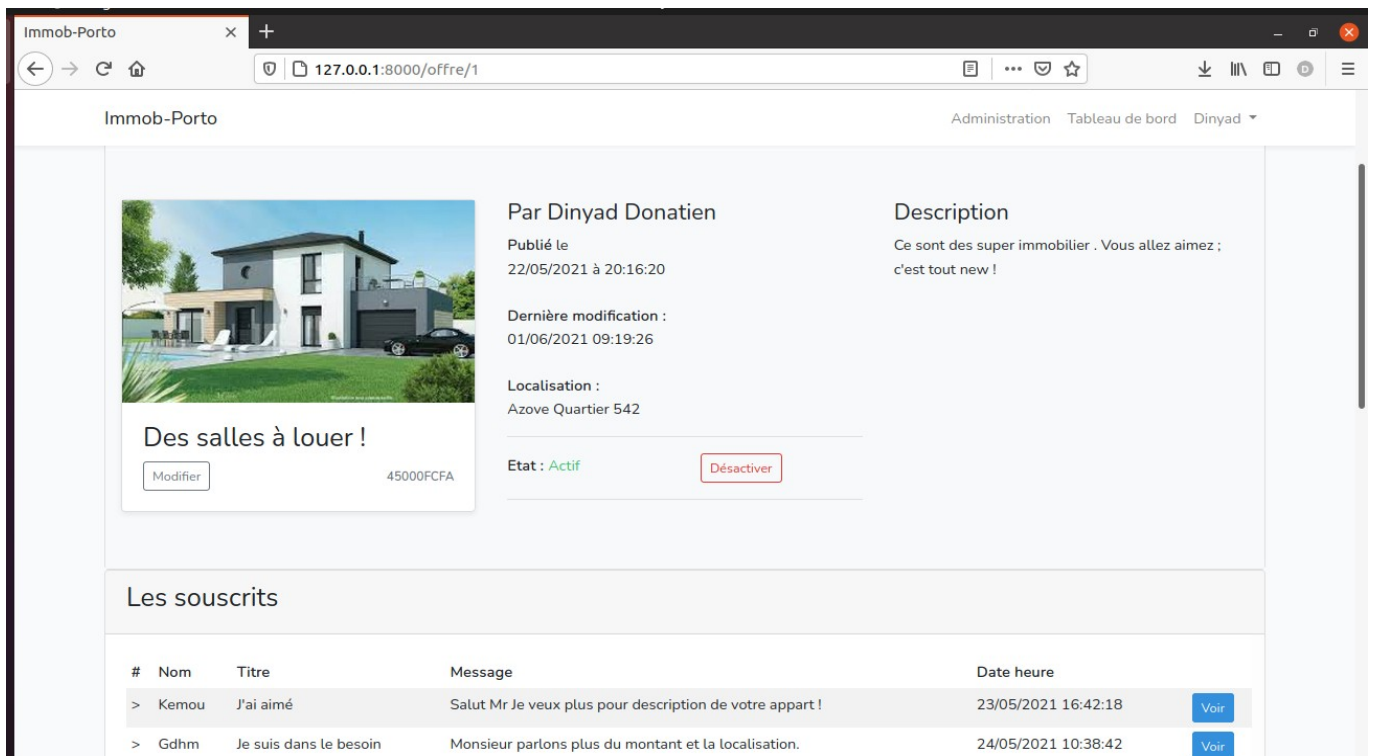 Immob-Porto
127.0.0.1:8000/offre/1
Immob-Porto
Administration Tableau de bord Dinyad
Des salles à louer !
Modifier 45000FCFA
Par Dinyad Donatien
Publié le
22/05/2021 à 20:16:20
Dernière modification :
01/06/2021 09:19:26
Localisation :
Azove Quartier 542
Etat : Actif Désactiver
Description
Ce sont des super immobilier . Vous allez aimez ;
c'est tout new !
Les souscrits
# Nom Titre Message Date heure
> Kemou J'ai aimé Salut Mr Je veux plus pour description de votre appart ! 23/05/2021 16:42:18 Voir
> Gdhm Je suis dans le besoin Monsieur parlons plus du montant et la localisation. 24/05/2021 10:38:42 Voir